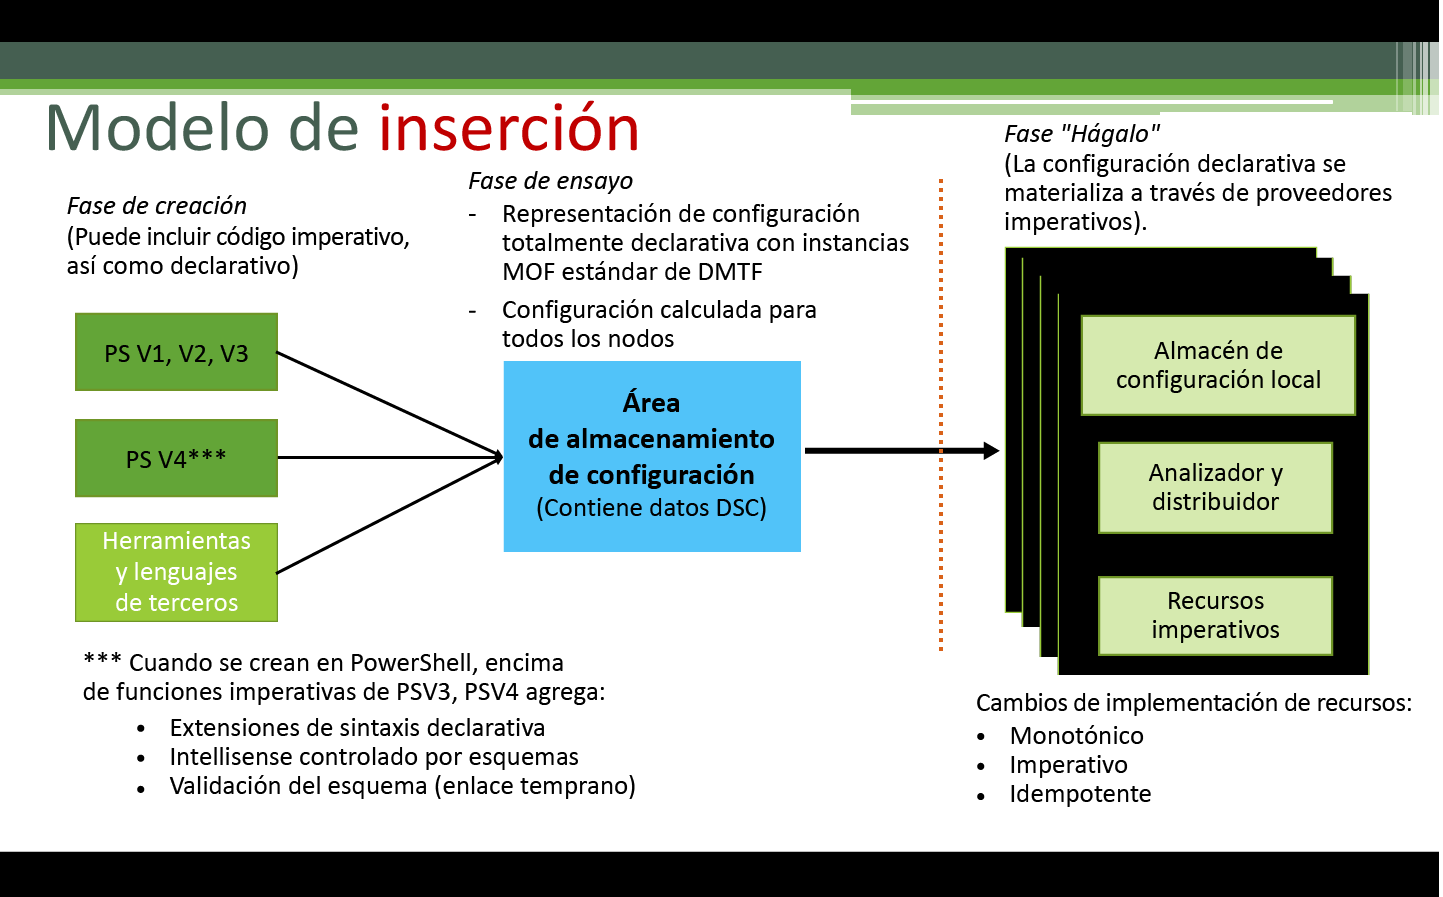 Modelo de inserción
Fase de creación
(Puede incluir código imperativo,
así como declarativo)
PS V1, V2, V3
PS V4***
Herramientas
y lenguajes
de terceros
*** Cuando se crean en PowerShell, encima
de funciones imperativas de PSV3, PSV4 agrega:
• Extensiones de sintaxis declarativa
• Intellisense controlado por esquemas
• Validación del esquema (enlace temprano)
Fase de ensayo
- Representación de configuración
totalmente declarativa con instancias
MOF estándar de DMTF
- Configuración calculada para
todos los nodos
Área
de almacenamiento
de configuración
(Contiene datos DSC)
Fase "Hágalo"
(La configuración declarativa se
materializa a través de proveedores
imperativos).
Almacén de
configuración local
Analizador y
distribuidor
Recursos
imperativos
Cambios de implementación de recursos:
• Monotónico
• Imperativo
• Idempotente